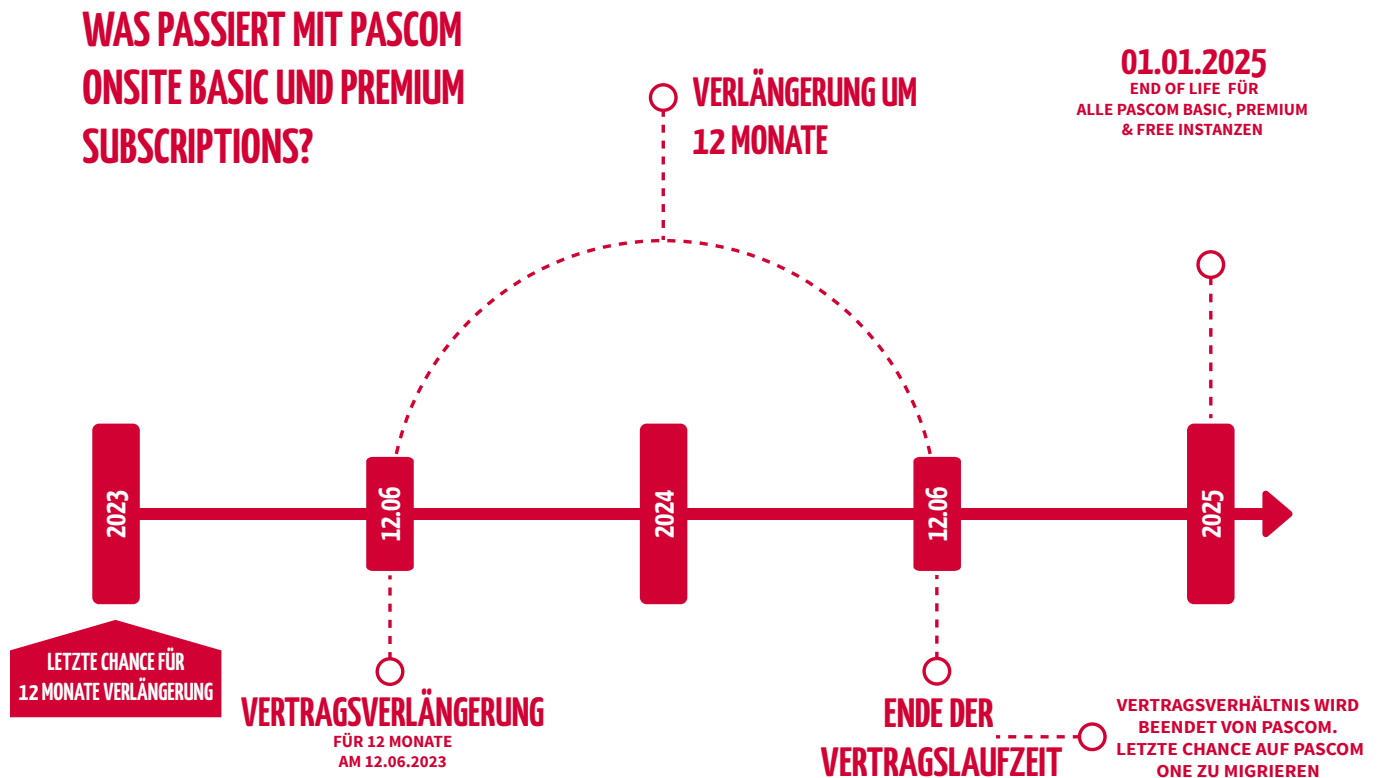 WAS PASSIERT MIT PASCOM
ONSITE BASIC UND PREMIUM
SUBSCRIPTIONS?
VERLÄNGERUNG UM
12 MONATE
01.01.2025
END OF LIFE FÜR
ALLE PASCOM BASIC, PREMIUM
& FREE INSTANZEN
2023
12.06
2024
12.06
2025
LETZTE CHANCE FÜR
12 MONATE VERLÄNGERUNG
VERTRAGSVERLÄNGERUNG
FÜR 12 MONATE
AM 12.06.2023
ENDE DER
VERTRAGSLAUFZEIT
VERTRAGSVERHÄLTNIS WIRD
BEENDET VON PASCOM.
LETZTE CHANCE AUF PASCOM
ONE ZU MIGRIEREN